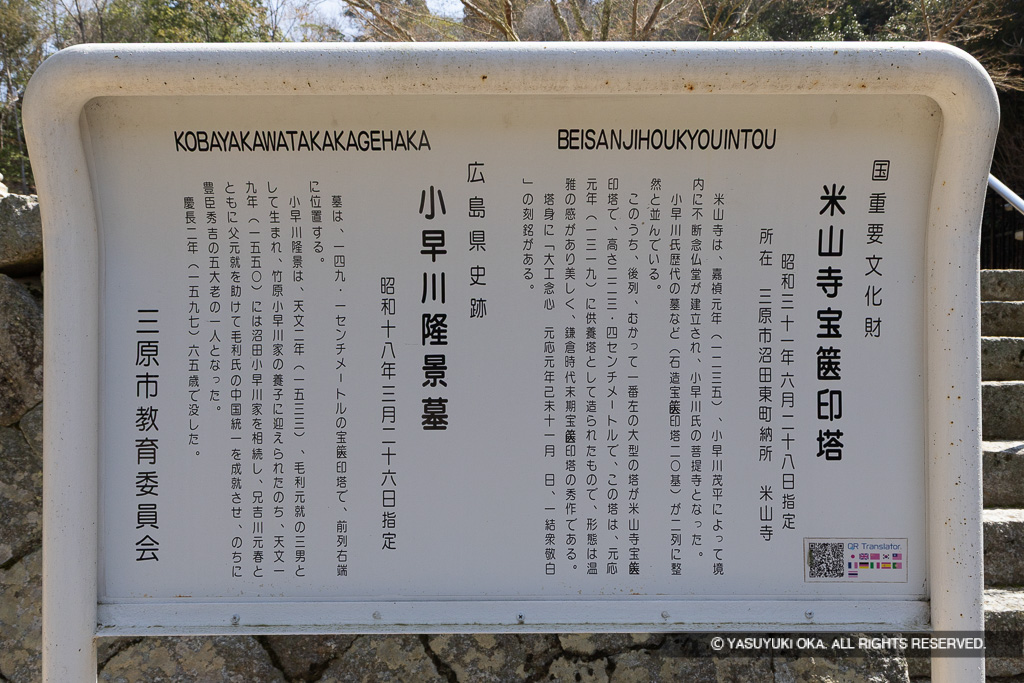 BEISANJIHOUKYOUINTOU
国重要文化財
米山寺宝篋印塔
昭和三十一年六月二十八日指定
所在 三原市沼田東町納所 米山寺
米山寺は、嘉禎元年(一二三五)、小早川茂平によって境
内に不断念仏堂が建立され、小早川氏の菩提寺となった。
小早川氏歴代の墓など(石造宝篋印塔二〇基)が二列に整
然と並んでいる。
このうち、後列、むかって一番左の大型の塔が米山寺宝篋
印塔で、高さ二二三・四センチメートルで、この塔は、元応
元年(一三一九)に供養塔として造られたもので、形態は温
雅の感があり美しく、鎌倉時代末期宝篋印塔の秀作である。
塔身に「大工念心 元応元年己未十一月 日、一結衆敬白
」の刻銘がある。
KOBAYAKAWATAKAKAGEHAKA
広島県史跡
小早川隆景墓
昭和十八年三月二十六日指定
墓は、一四九・一センチメートルの宝篋印塔で、前列右端
に位置する。
小早川隆景は、天文二年(一五三三)、毛利元就の三男と
して生まれ、竹原小早川家の養子に迎えられたのち、天文一
九年(一五五〇)には沼田小早川家を相続し、兄吉川元春と
ともに父元就を助けて毛利氏の中国統一を成就させ、のちに
豊臣秀吉の五大老の一人となった。
慶長二年(一五九七)六五歳で没した。
三原市教育委員会
QR Translator.
© YASUYUKI OKA. ALL RIGHTS RESERVED.